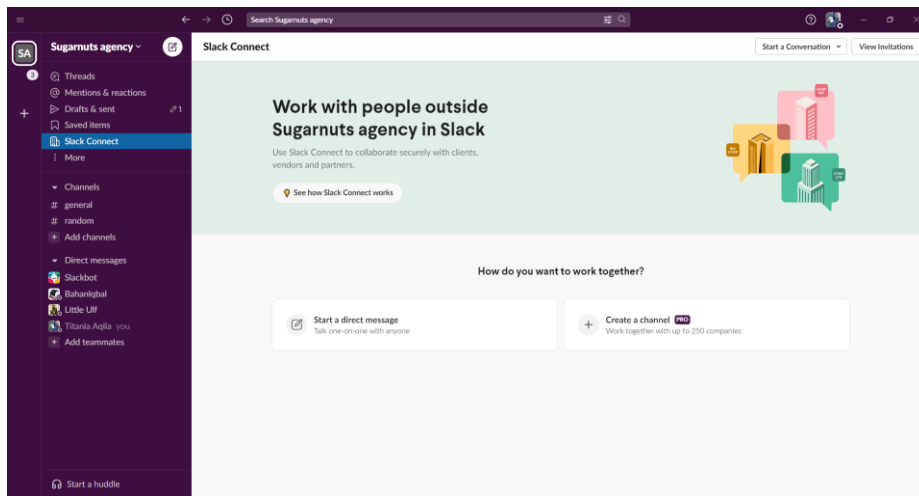 Search Sugarnuts agency
SA
3
Sugarnuts agency
Threads
Mentions & reactions
Drafts & sent 1
Saved items
Slack Connect
More
Channels
# general
# random
+ Add channels
Direct messages
Slackbot
BahanIqbal
Little Ulf
Titania Aqila you
+ Add teammates
Start a huddle
Slack Connect
Start a Conversation
View Invitations
Work with people outside
Sugarnuts agency in Slack
Use Slack Connect to collaborate securely with clients,
vendors and partners.
See how Slack Connect works
How do you want to work together?
Start a direct message
Talk one-on-one with anyone
Create a channel PRO
Work together with up to 250 companies